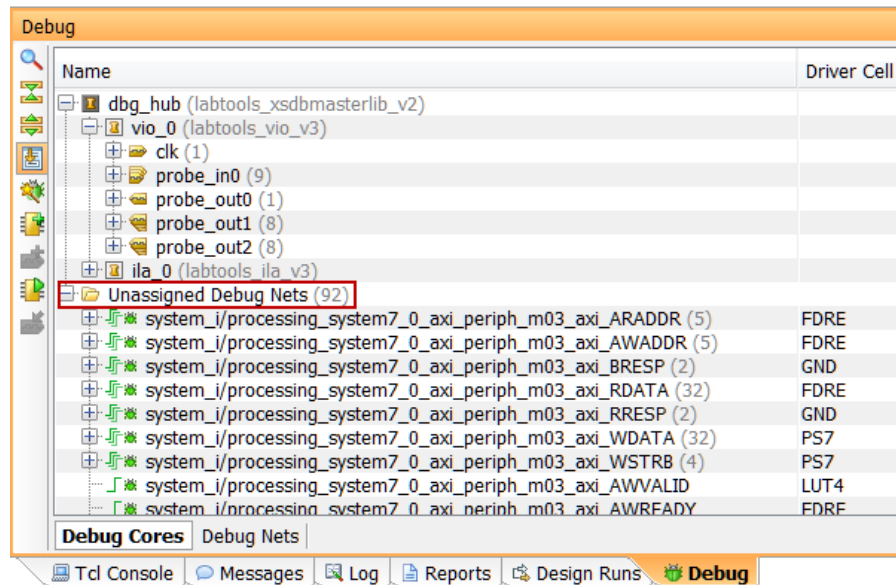 Debug
Name Driver Cell
dbg_hub (labtools_xsdbmasterlib_v2)
vio_0 (labtools_vio_v3)
clk (1)
probe_in0 (9)
probe_out0 (1)
probe_out1 (8)
probe_out2 (8)
ila_0 (labtools_ila_v3)
Unassigned Debug Nets (92)
system_i/processing_system7_0_axi_periph_m03_axi_ARADDR (5) FDRE
system_i/processing_system7_0_axi_periph_m03_axi_AWADDR (5) FDRE
system_i/processing_system7_0_axi_periph_m03_axi_BRESP (2) GND
system_i/processing_system7_0_axi_periph_m03_axi_RDATA (32) FDRE
system_i/processing_system7_0_axi_periph_m03_axi_RRESP (2) GND
system_i/processing_system7_0_axi_periph_m03_axi_WDATA (32) PS7
system_i/processing_system7_0_axi_periph_m03_axi_WSTRB (4) PS7
system_i/processing_system7_0_axi_periph_m03_axi_AWVALID LUT4
system_i/processing_system7_0_axi_periph_m03_axi_AWREADY FDRE
Debug Cores Debug Nets
Tcl Console Messages Log Reports Design Runs Debug